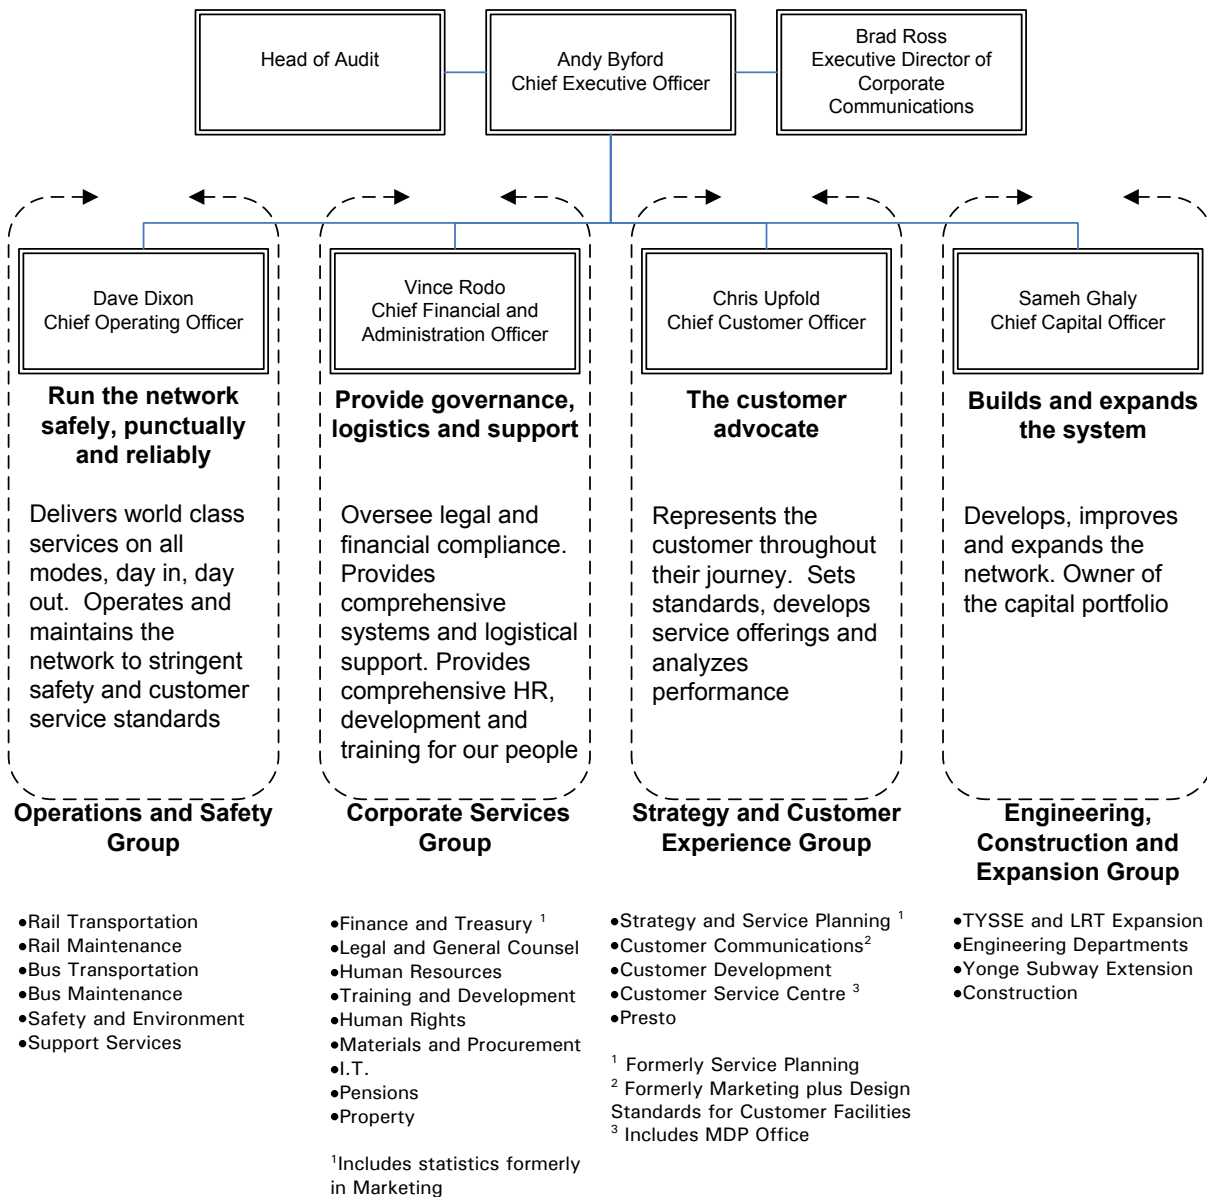 Head of Audit
Andy Byford
Chief Executive Officer
Brad Ross
Executive Director of
Corporate
Communications
Dave Dixon
Chief Operating Officer
Run the network
safely, punctually
and reliably
Delivers world class
services on all
modes, day in, day
out.  Operates and
maintains the
network to stringent
safety and customer
service standards
Operations and Safety
Group
•Rail Transportation
•Rail Maintenance
•Bus Transportation
•Bus Maintenance
•Safety and Environment
•Support Services
Vince Rodo
Chief Financial and
Administration Officer
Provide governance,
logistics and support
Oversee legal and
financial compliance.
Provides
comprehensive
systems and logistical
support. Provides
comprehensive HR,
development and
training for our people
Corporate Services
Group
•Finance and Treasury ¹
•Legal and General Counsel
•Human Resources
•Training and Development
•Human Rights
•Materials and Procurement
•I.T.
•Pensions
•Property
¹Includes statistics formerly
in Marketing
Chris Upfold
Chief Customer Officer
The customer
advocate
Represents the
customer throughout
their journey.  Sets
standards, develops
service offerings and
analyzes
performance
Strategy and Customer
Experience Group
•Strategy and Service Planning ¹
•Customer Communications²
•Customer Development
•Customer Service Centre ³
•Presto
¹ Formerly Service Planning
² Formerly Marketing plus Design
Standards for Customer Facilities
³ Includes MDP Office
Sameh Ghaly
Chief Capital Officer
Builds and expands
the system
Develops, improves
and expands the
network. Owner of
the capital portfolio
Engineering,
Construction and
Expansion Group
•TYSSE and LRT Expansion
•Engineering Departments
•Yonge Subway Extension
•Construction